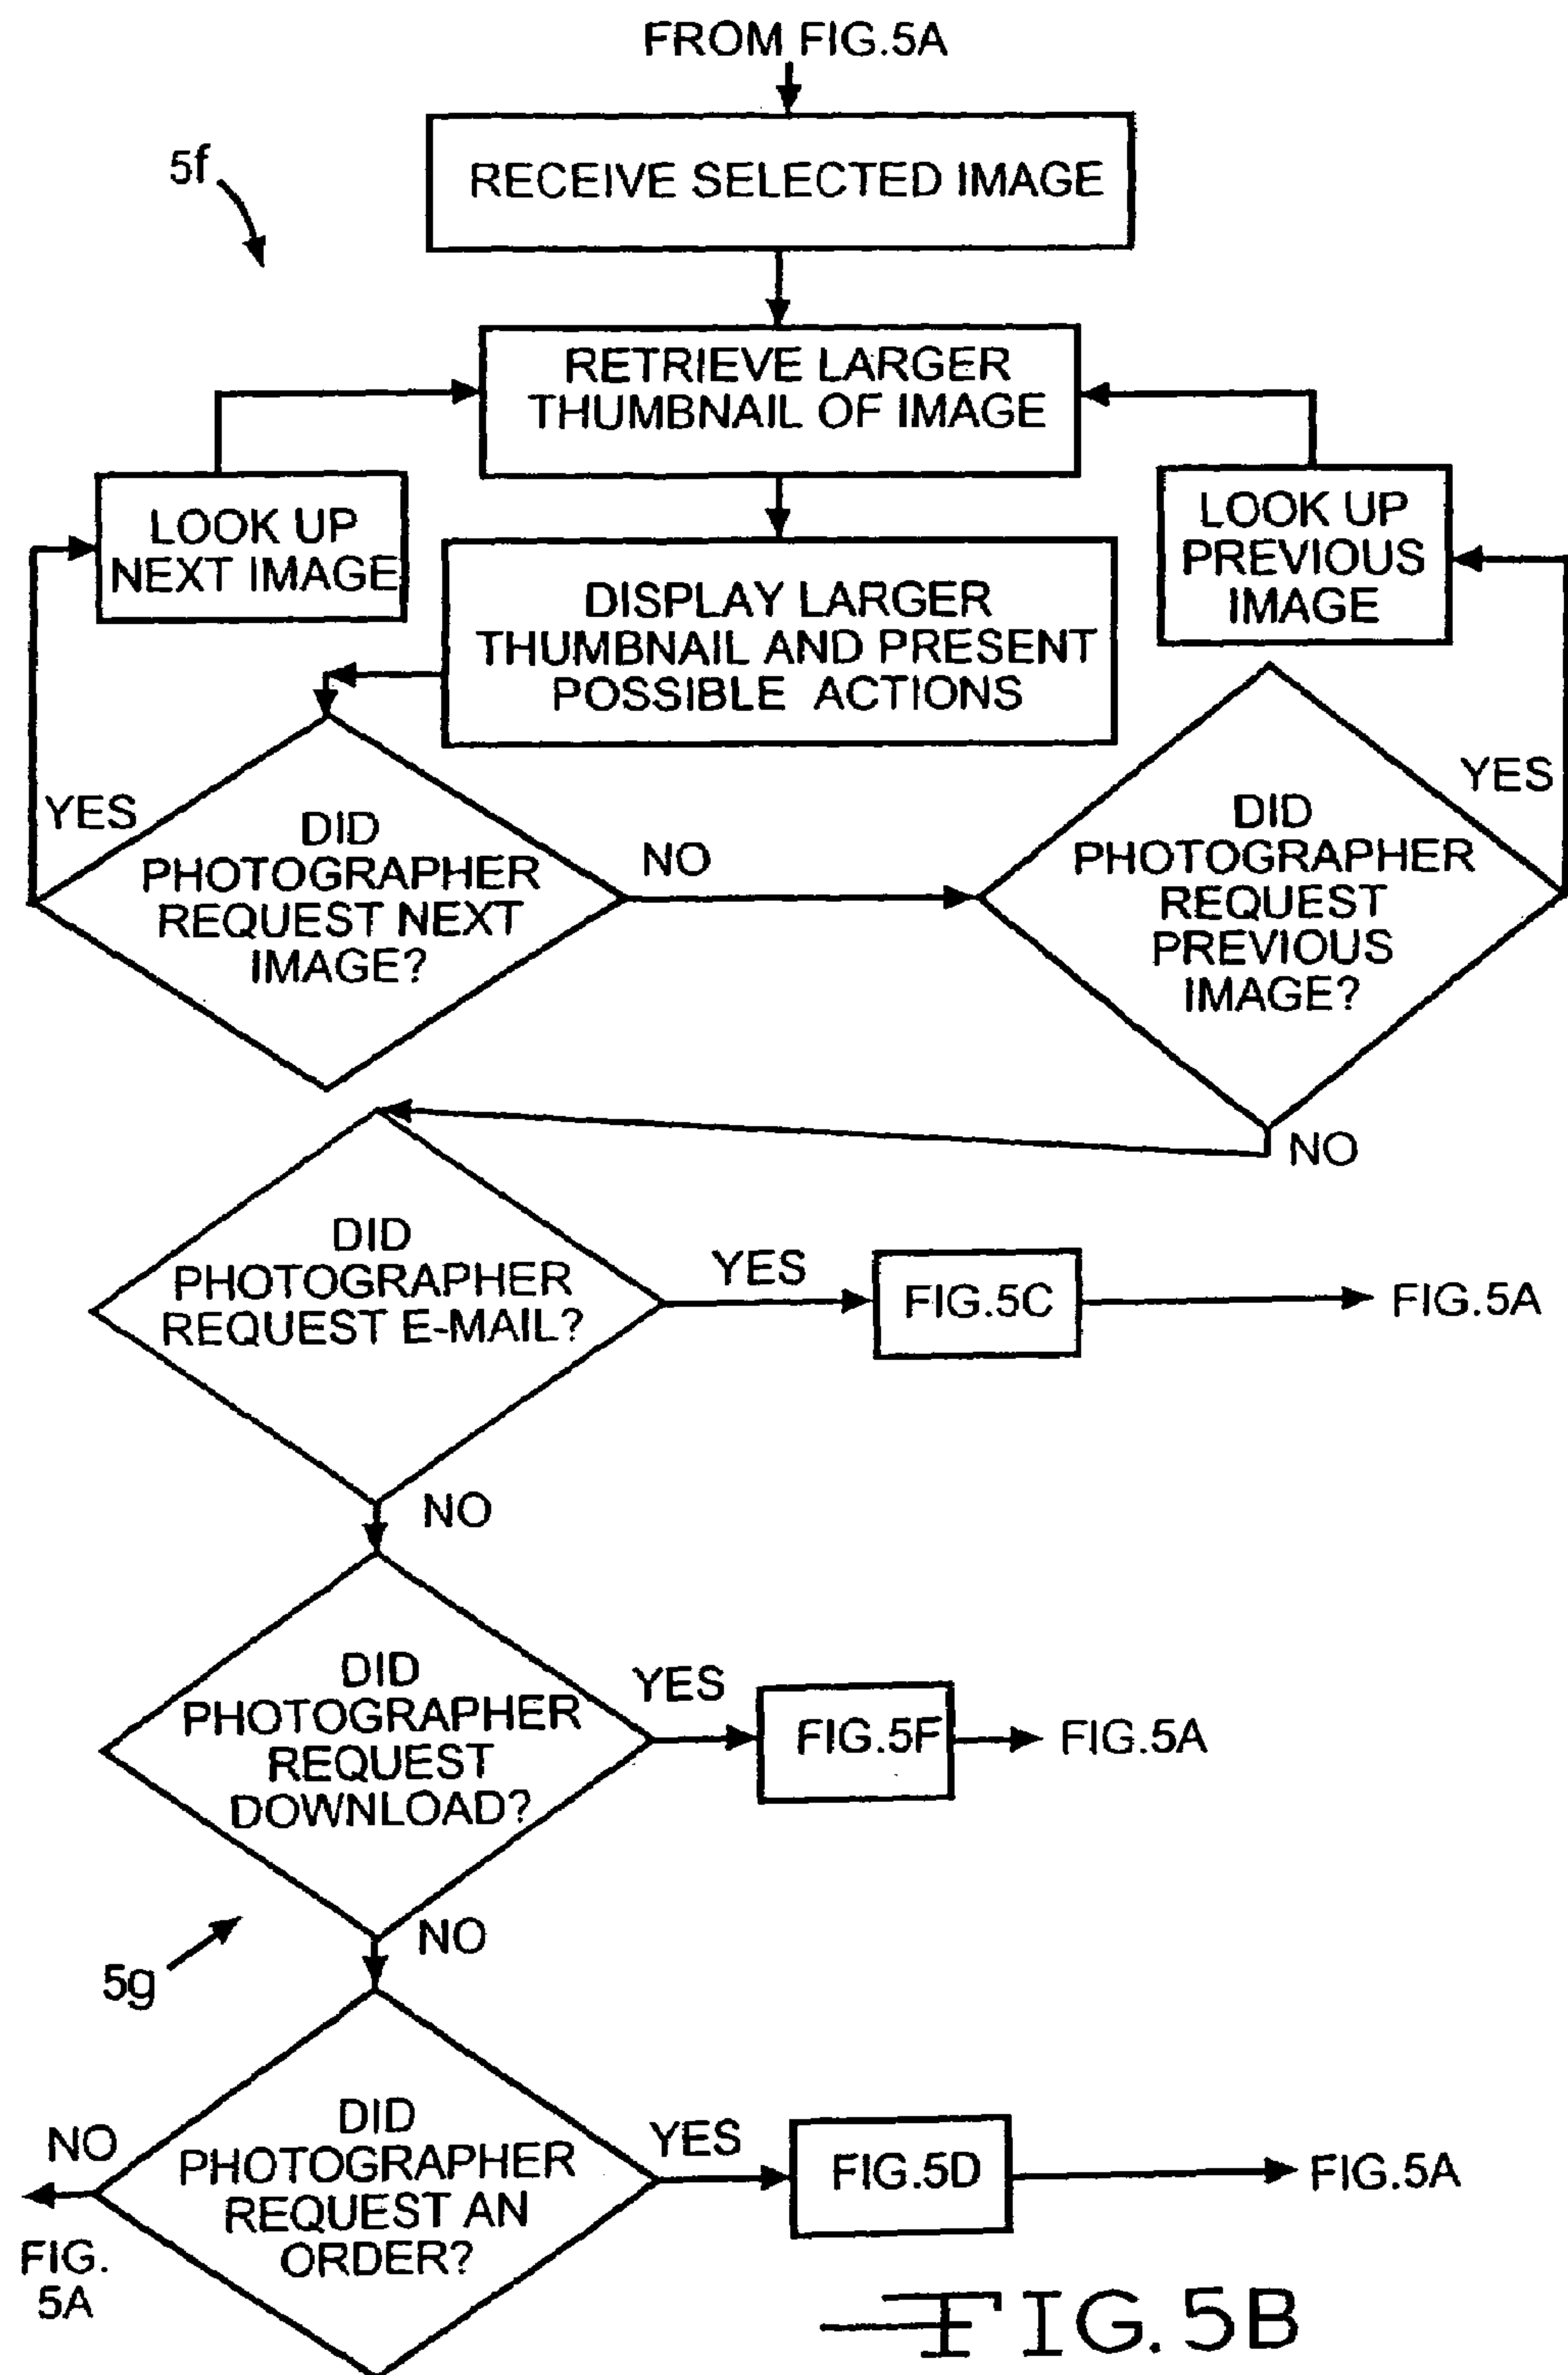 FROM FIG.5A
5f
RECEIVE SELECTED IMAGE
RETRIEVE LARGER
THUMBNAIL OF IMAGE
LOOK UP
NEXT IMAGE
LOOK UP
PREVIOUS
IMAGE
DISPLAY LARGER
THUMBNAIL AND PRESENT
POSSIBLE ACTIONS
YES
DID
PHOTOGRAPHER
REQUEST NEXT
IMAGE?
NO
DID
PHOTOGRAPHER
REQUEST
PREVIOUS
IMAGE?
YES
NO
DID
PHOTOGRAPHER
REQUEST E-MAIL?
YES
FIG.5C
FIG.5A
NO
DID
PHOTOGRAPHER
REQUEST
DOWNLOAD?
YES
FIG.5F
FIG.5A
NO
5g
DID
PHOTOGRAPHER
REQUEST AN
ORDER?
NO
FIG.
5A
YES
FIG.5D
FIG.5A
FIG. 5B